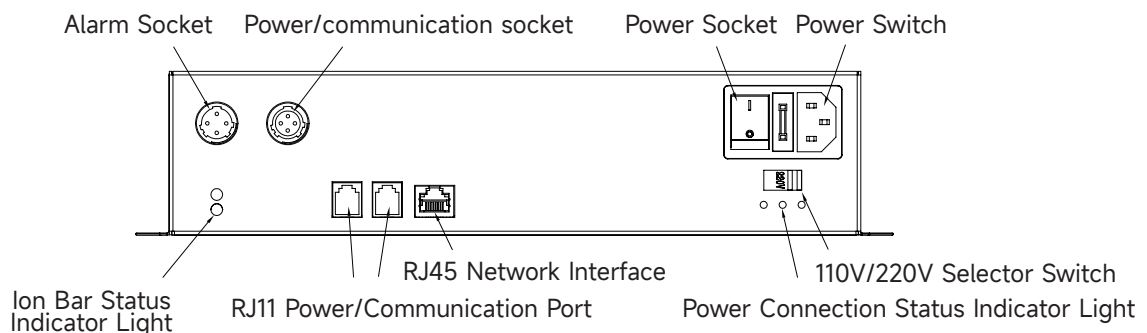 Alarm Socket
Power/communication socket
Power Socket
Power Switch
220V
RJ45 Network Interface
110V/220V Selector Switch
Ion Bar Status
Indicator Light
RJ11 Power/Communication Port
Power Connection Status Indicator Light